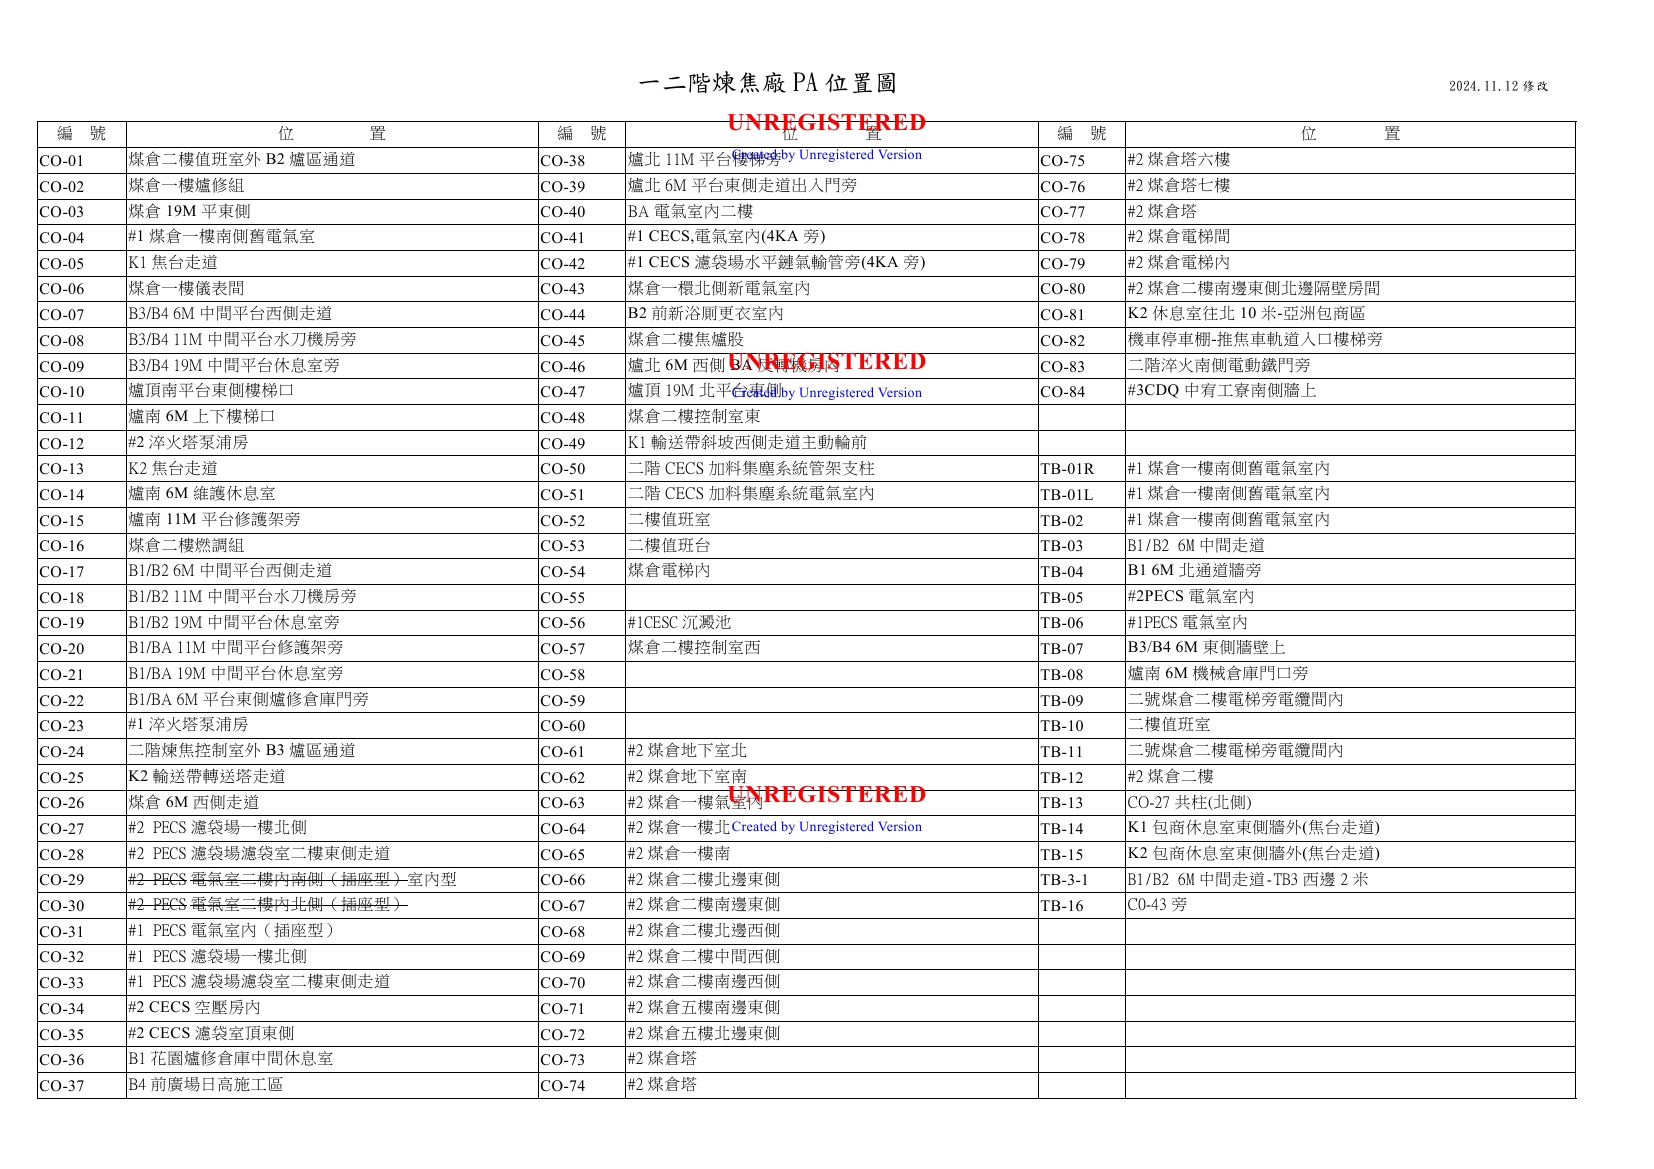 一二階煉焦廠 PA 位置圖
2024.11.12 修改
編 號 位 置 編 號 位 置 編 號 位 置
UNREGISTERED
CO-01 煤倉二樓值班室外 B2 爐區通道 CO-38 爐北 11M 平台樓梯旁 CO-75 #2 煤倉塔六樓
Created by Unregistered Version
CO-02 煤倉一樓爐修組 CO-39 爐北 6M 平台東側走道出入門旁 CO-76 #2 煤倉塔七樓
CO-03 煤倉 19M 平東側 CO-40 BA 電氣室內二樓 CO-77 #2 煤倉塔
CO-04 #1 煤倉一樓南側舊電氣室 CO-41 #1 CECS,電氣室內(4KA 旁) CO-78 #2 煤倉電梯間
CO-05 K1 焦台走道 CO-42 #1 CECS 濾袋場水平鏈氣輸管旁(4KA 旁) CO-79 #2 煤倉電梯內
CO-06 煤倉一樓儀表間 CO-43 煤倉一檈北側新電氣室內 CO-80 #2 煤倉二樓南邊東側北邊隔壁房間
CO-07 B3/B4 6M 中間平台西側走道 CO-44 B2 前新浴厠更衣室內 CO-81 K2 休息室往北 10 米-亞洲包商區
CO-08 B3/B4 11M 中間平台水刀機房旁 CO-45 煤倉二樓焦爐股 CO-82 機車停車棚-推焦車軌道入口樓梯旁
CO-09 B3/B4 19M 中間平台休息室旁 CO-46 爐北 6M 西側 BA 反轉機房內 CO-83 二階淬火南側電動鐵門旁
UNREGISTERED
CO-10 爐頂南平台東側樓梯口 CO-47 爐頂 19M 北平台東側 CO-84 #3CDQ 中宥工寮南側牆上
Created by Unregistered Version
CO-11 爐南 6M 上下樓梯口 CO-48 煤倉二樓控制室東
CO-12 #2 淬火塔泵浦房 CO-49 K1 輸送帶斜坡西側走道主動輪前
CO-13 K2 焦台走道 CO-50 二階 CECS 加料集塵系統管架支柱 TB-01R #1 煤倉一樓南側舊電氣室內
CO-14 爐南 6M 維護休息室 CO-51 二階 CECS 加料集塵系統電氣室內 TB-01L #1 煤倉一樓南側舊電氣室內
CO-15 爐南 11M 平台修護架旁 CO-52 二樓值班室 TB-02 #1 煤倉一樓南側舊電氣室內
CO-16 煤倉二樓燃調組 CO-53 二樓值班台 TB-03 B1/B2 6M 中間走道
CO-17 B1/B2 6M 中間平台西側走道 CO-54 煤倉電梯內 TB-04 B1 6M 北通道牆旁
CO-18 B1/B2 11M 中間平台水刀機房旁 CO-55 TB-05 #2PECS 電氣室內
CO-19 B1/B2 19M 中間平台休息室旁 CO-56 #1CESC 沉澱池 TB-06 #1PECS 電氣室內
CO-20 B1/BA 11M 中間平台修護架旁 CO-57 煤倉二樓控制室西 TB-07 B3/B4 6M 東側牆壁上
CO-21 B1/BA 19M 中間平台休息室旁 CO-58 TB-08 爐南 6M 機械倉庫門口旁
CO-22 B1/BA 6M 平台東側爐修倉庫門旁 CO-59 TB-09 二號煤倉二樓電梯旁電纜間內
CO-23 #1 淬火塔泵浦房 CO-60 TB-10 二樓值班室
CO-24 二階煉焦控制室外 B3 爐區通道 CO-61 #2 煤倉地下室北 TB-11 二號煤倉二樓電梯旁電纜間內
CO-25 K2 輸送帶轉送塔走道 CO-62 #2 煤倉地下室南 TB-12 #2 煤倉二樓
UNREGISTERED
CO-26 煤倉 6M 西側走道 CO-63 #2 煤倉一樓氣室內 TB-13 CO-27 共柱(北側)
CO-27 #2 PECS 濾袋場一樓北側 CO-64 #2 煤倉一樓北 Created by Unregistered Version TB-14 K1 包商休息室東側牆外(焦台走道)
CO-28 #2 PECS 濾袋場濾袋室二樓東側走道 CO-65 #2 煤倉一樓南 TB-15 K2 包商休息室東側牆外(焦台走道)
CO-29 #2 PECS 電氣室二樓內南側（插座型）室內型 CO-66 #2 煤倉二樓北邊東側 TB-3-1 B1/B2 6M 中間走道-TB3 西邊 2 米
CO-30 #2 PECS 電氣室二樓內北側（插座型） CO-67 #2 煤倉二樓南邊東側 TB-16 C0-43 旁
CO-31 #1 PECS 電氣室內（插座型） CO-68 #2 煤倉二樓北邊西側
CO-32 #1 PECS 濾袋場一樓北側 CO-69 #2 煤倉二樓中間西側
CO-33 #1 PECS 濾袋場濾袋室二樓東側走道 CO-70 #2 煤倉二樓南邊西側
CO-34 #2 CECS 空壓房內 CO-71 #2 煤倉五樓南邊東側
CO-35 #2 CECS 濾袋室頂東側 CO-72 #2 煤倉五樓北邊東側
CO-36 B1 花園爐修倉庫中間休息室 CO-73 #2 煤倉塔
CO-37 B4 前廣場日高施工區 CO-74 #2 煤倉塔